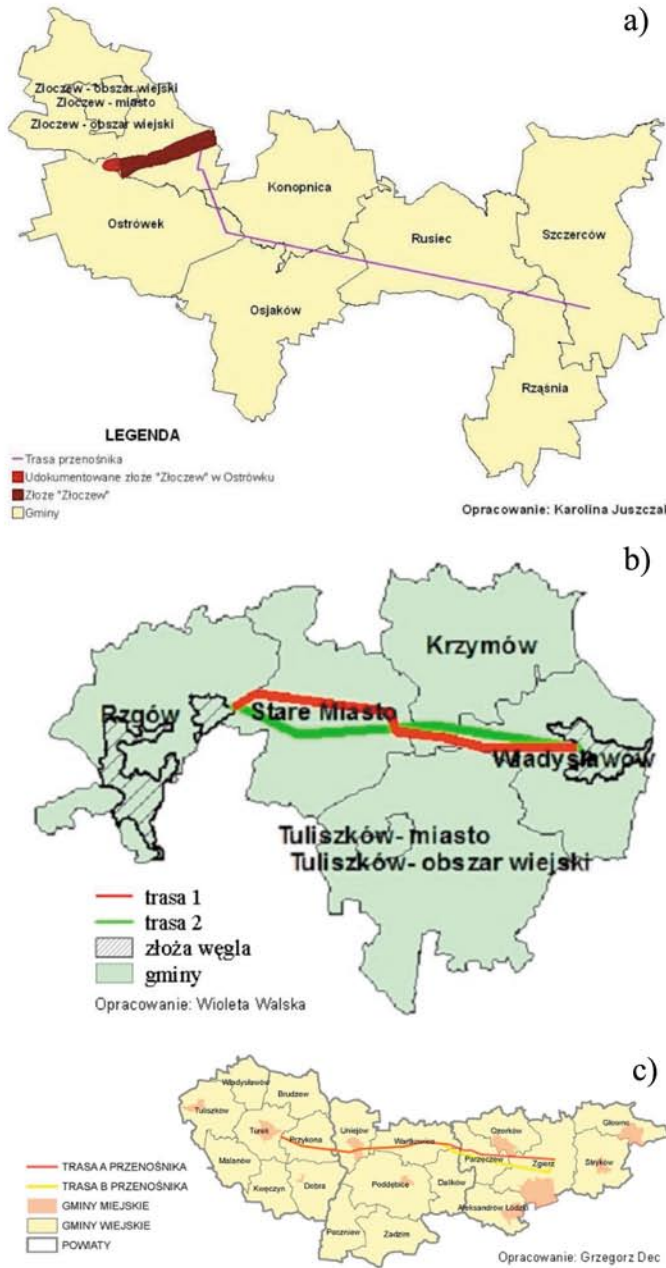 a)
Złoczew - obszar wiejski
Złoczew - miasto
Złoczew - obszar wiejski
Konopnica
Ostrówek
Rusiec
Szczerców
Osjaków
Rząśnia
LEGENDA
Trasa przenośnika
Udokumentowane złoże "Złoczew" w Ostrówku
Złoże "Złoczew"
Gminy
Opracowanie: Karolina Juszczak
b)
Krzymów
Rzgów
Stare Miasto
Władysławów
Tuliszków- miasto
Tuliszków- obszar wiejski
trasa 1
trasa 2
złoża węgla
gminy
Opracowanie: Wioleta Walska
c)
Władysławów
Brudzew
Tuliszków
Turek
Przykona
Uniejów
Wartkowice
Ozorków
Głowno
Malanów
Parzęczew
Zgierz
Stryków
Kawęczyn
Dobra
Poddębice
Dalików
Aleksandrów Łódzki
Pęczniew
Zadzim
TRASA A PRZENOŚNIKA
TRASA B PRZENOŚNIKA
GMINY MIEJSKIE
GMINY WIEJSKIE
POWIATY
Opracowanie: Grzegorz Dec